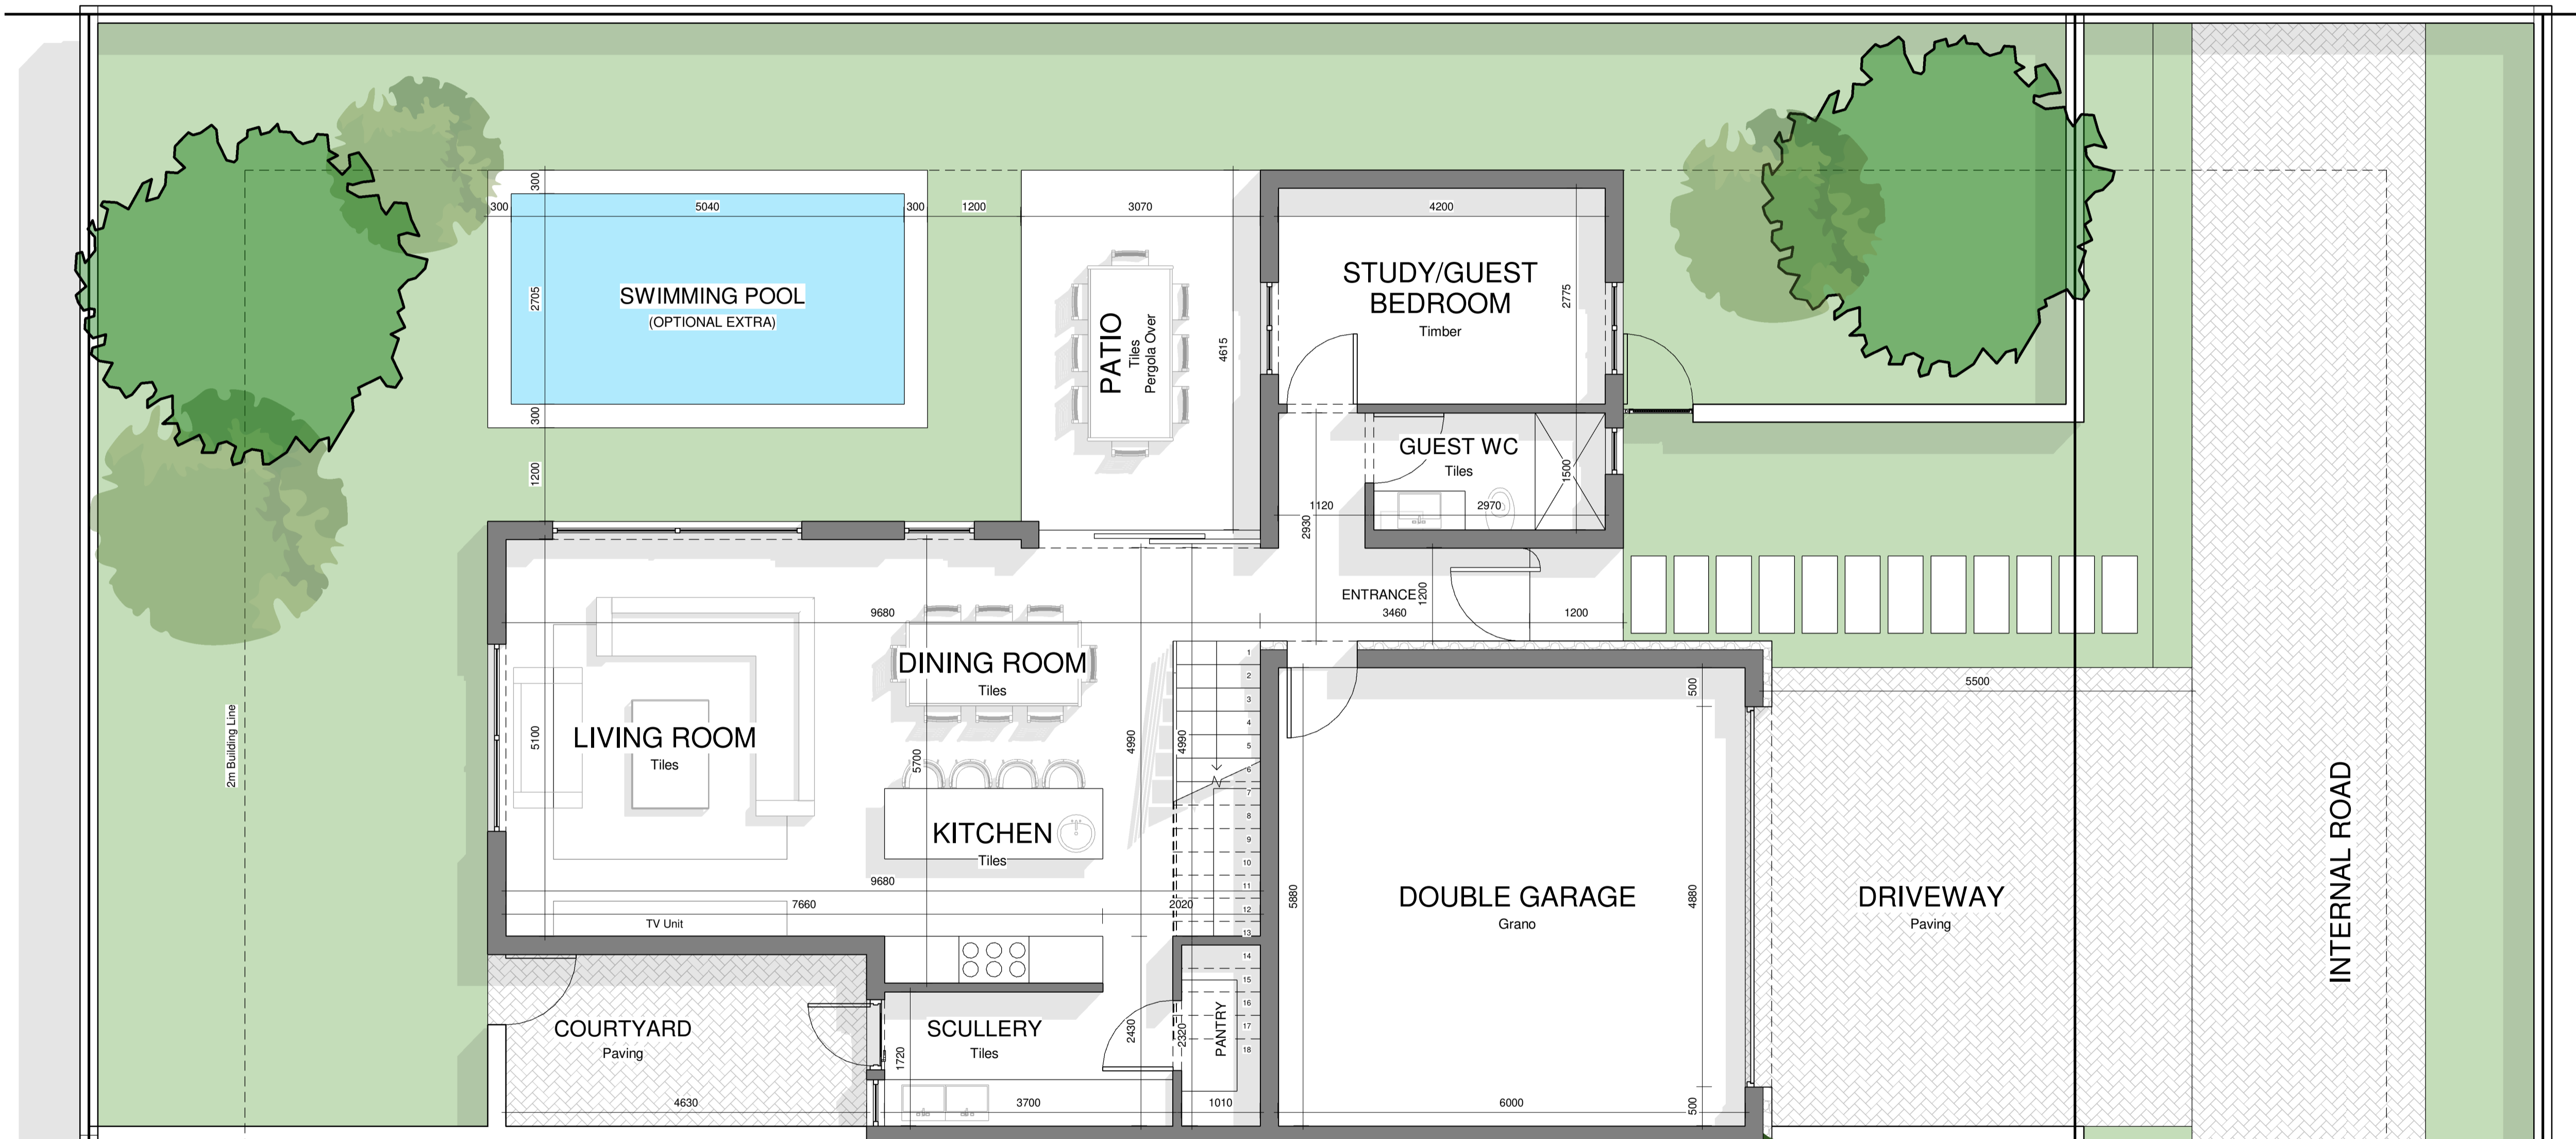 300
300
5040
300
1200
3070
4200
2705
SWIMMING POOL
(OPTIONAL EXTRA)
300
1200
PATIO
Tiles
Pergola Over
4615
STUDY/GUEST
BEDROOM
Timber
2775
GUEST WC
Tiles
1500
1120
2970
2930
ENTRANCE
1200
3460
1200
9680
DINING ROOM
Tiles
LIVING ROOM
Tiles
5100
5700
4990
4990
KITCHEN
Tiles
9680
7660
2020
TV Unit
1
2
3
4
5
6
7
8
9
10
11
12
13
14
15
16
17
18
5880
DOUBLE GARAGE
Grano
500
4880
500
6000
5500
DRIVEWAY
Paving
INTERNAL ROAD
2m Building Line
COURTYARD
Paving
4630
SCULLERY
Tiles
1720
2430
2320
PANTRY
3700
1010